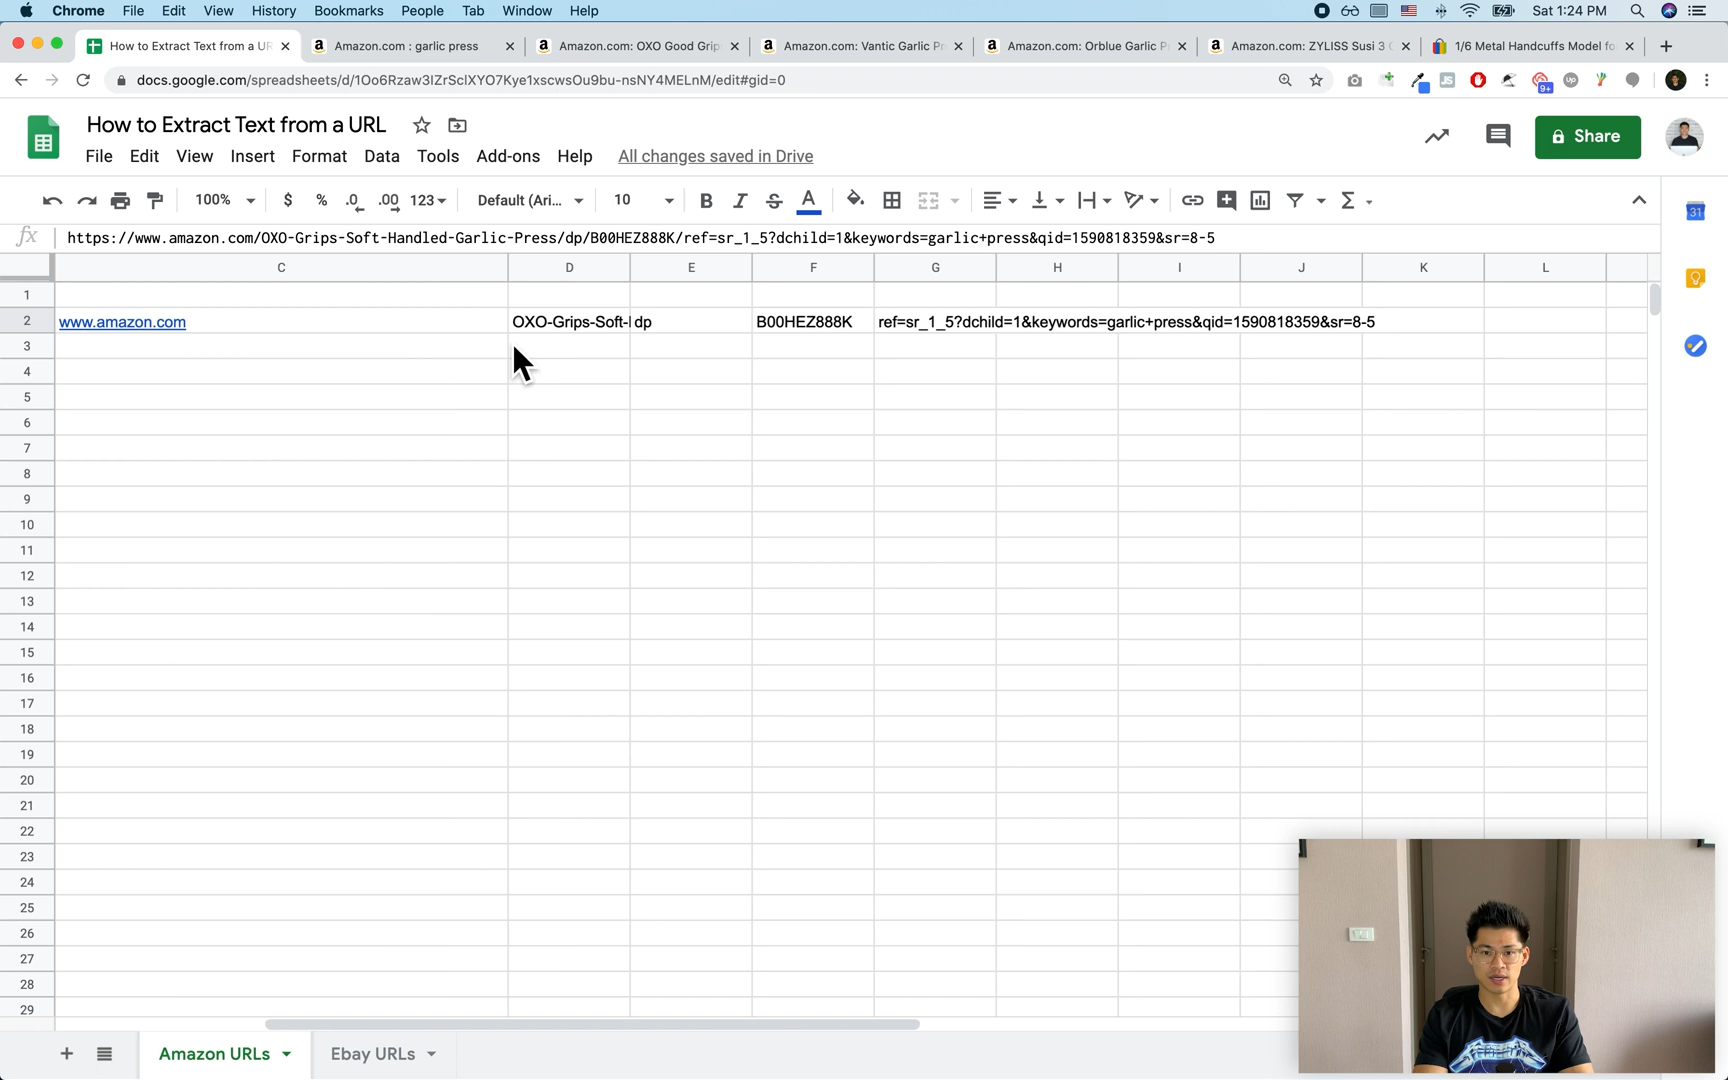 Chrome File Edit View History Bookmarks People Tab Window Help Sat 1:24 PM
How to Extract Text from a UR Amazon.com : garlic press Amazon.com: OXO Good Grip Amazon.com: Vantic Garlic Pr Amazon.com: Orblue Garlic P Amazon.com: ZYLISS Susi 3 1/6 Metal Handcuffs Model fo
docs.google.com/spreadsheets/d/1Oo6Rzaw3IZrSclXYO7Kye1xscwsOu9bu-nsNY4MELnM/edit#gid=0
JS 9+ Up
How to Extract Text from a URL
Share
File Edit View Insert Format Data Tools Add-ons Help All changes saved in Drive
100% $ % .0 .00 123 Default (Ari... 10 B I S A Σ
31
fx https://www.amazon.com/OXO-Grips-Soft-Handled-Garlic-Press/dp/B00HEZ888K/ref=sr_1_5?dchild=1&keywords=garlic+press&qid=1590818359&sr=8-5
C D E F G H I J K L
1
2 www.amazon.com OXO-Grips-Soft- dp B00HEZ888K ref=sr_1_5?dchild=1&keywords=garlic+press&qid=1590818359&sr=8-5
3
4
5
6
7
8
9
10
11
12
13
14
15
16
17
18
19
20
21
22
23
24
25
26
27
28
29
Amazon URLs Ebay URLs